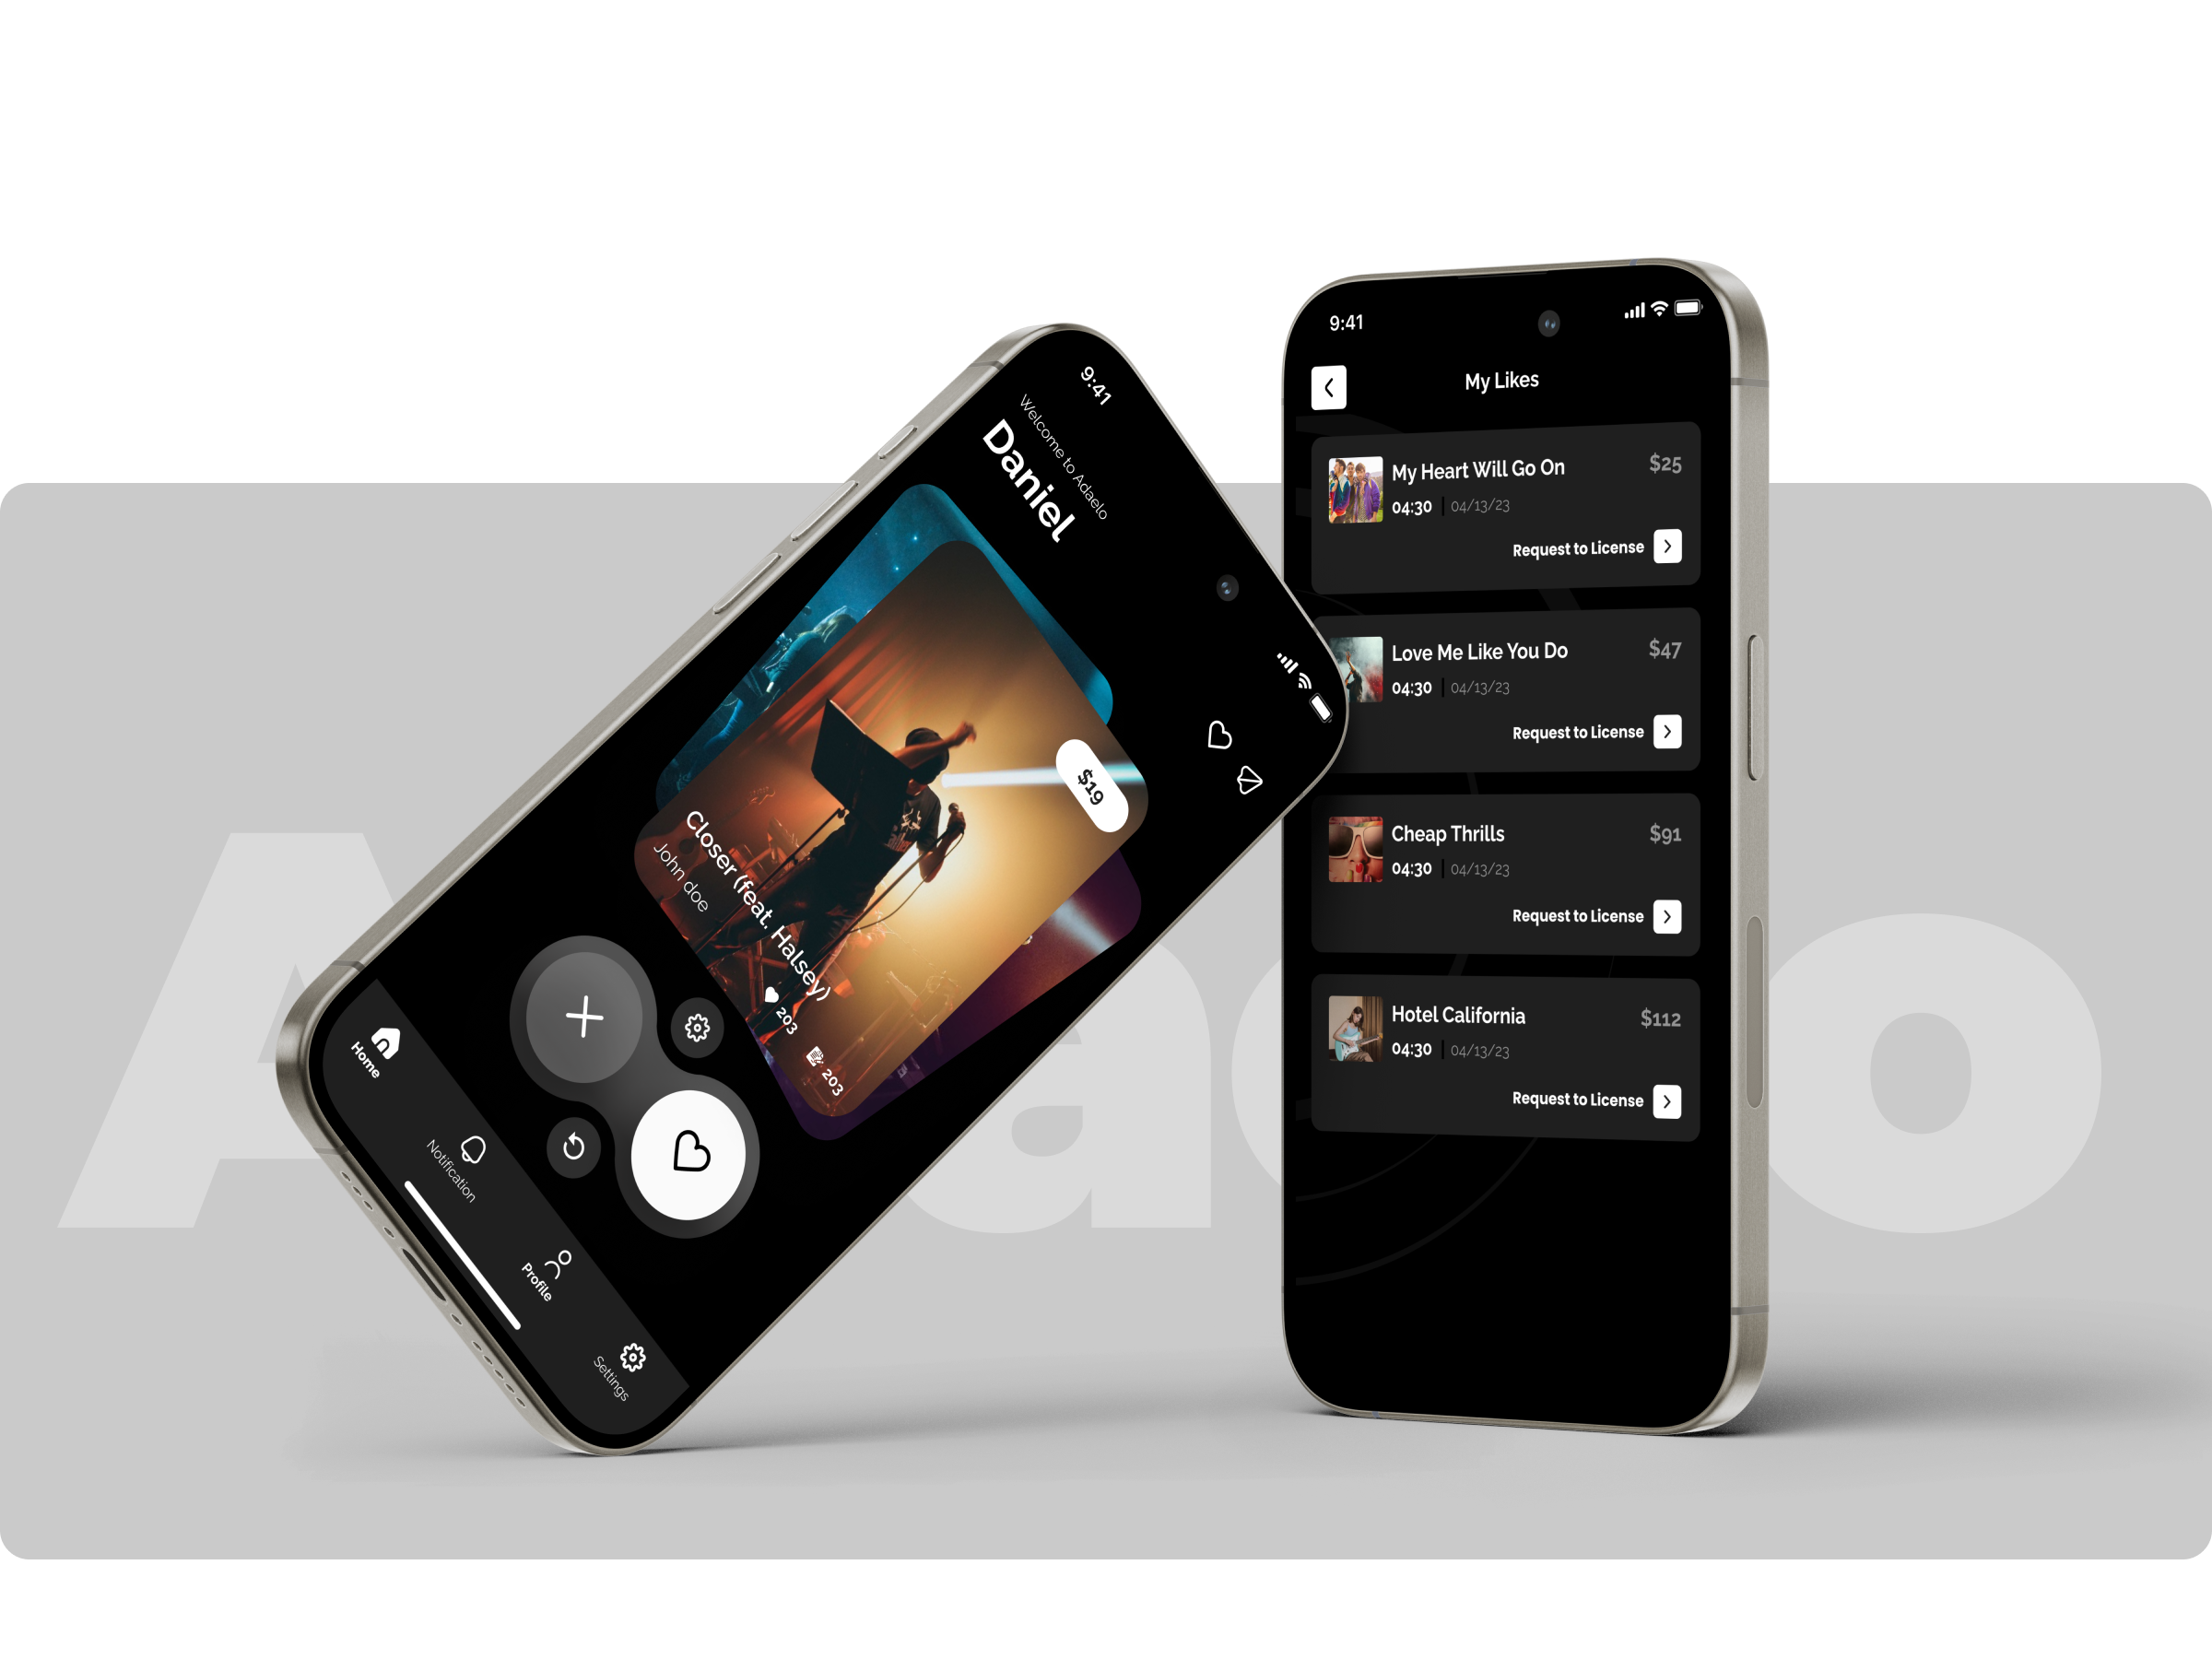 9:41
Welcome to Adaelo
Daniel
$19
Closer (feat. Halsey)
John doe
203
203
Home
Notification
Profile
Settings
9:41
My Likes
My Heart Will Go On
$25
04:30 | 04/13/23
Request to License
Love Me Like You Do
$47
04:30 | 04/13/23
Request to License
Cheap Thrills
$91
04:30 | 04/13/23
Request to License
Hotel California
$112
04:30 | 04/13/23
Request to License